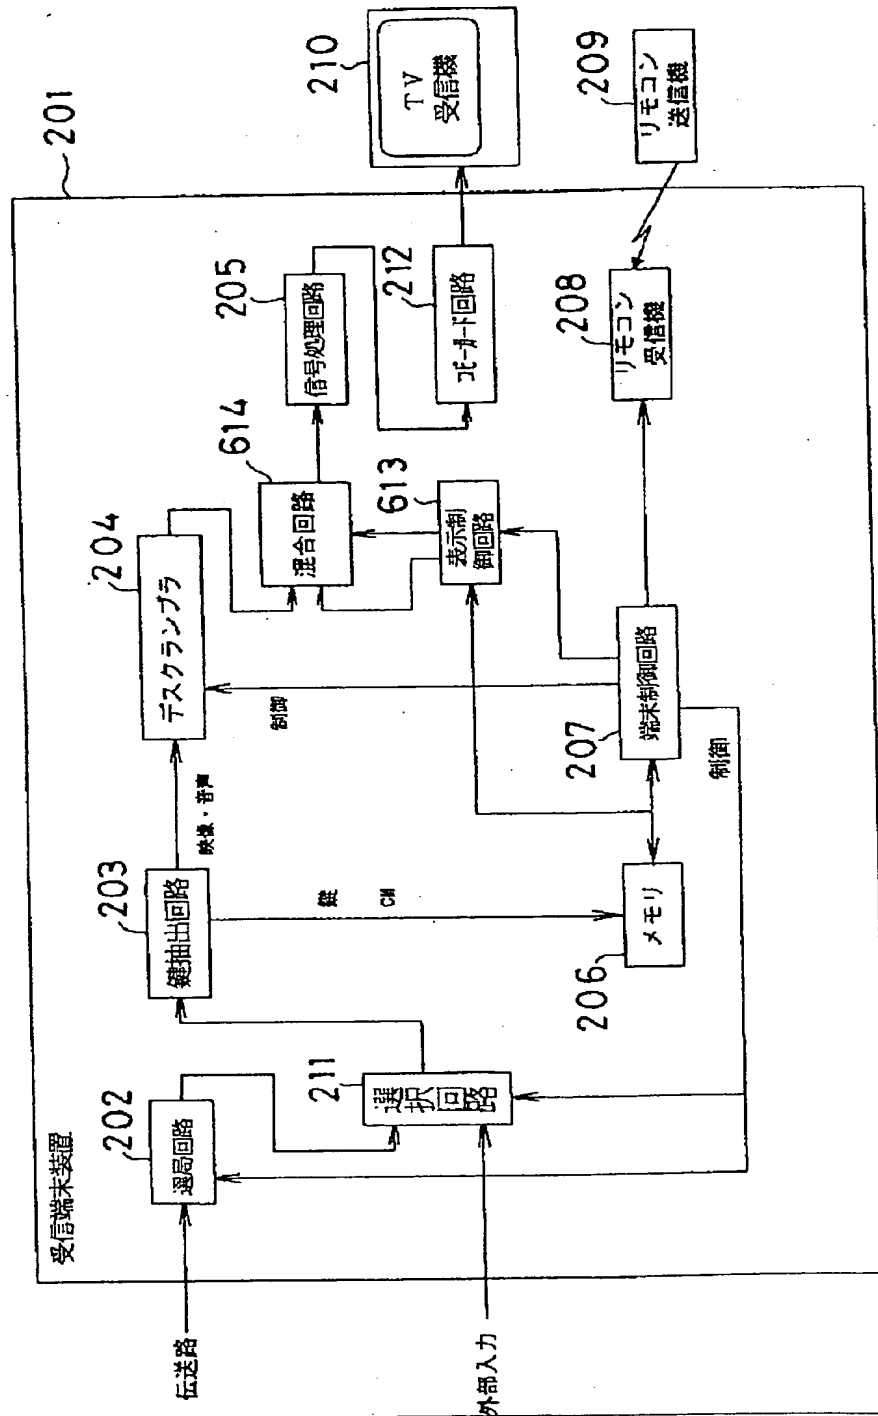 受信端末装置
201
伝送路
202
選局回路
外部入力
211
選択回路
203
鍵抽出回路
映像・音声
鍵
CM
204
デスクランブラ
制御
614
混合回路
205
信号処理回路
212
コピーガード回路
210
TV
受信機
613
表示制
御回路
206
メモリ
207
端末制御回路
制御
208
リモコン
受信機
209
リモコン
送信機